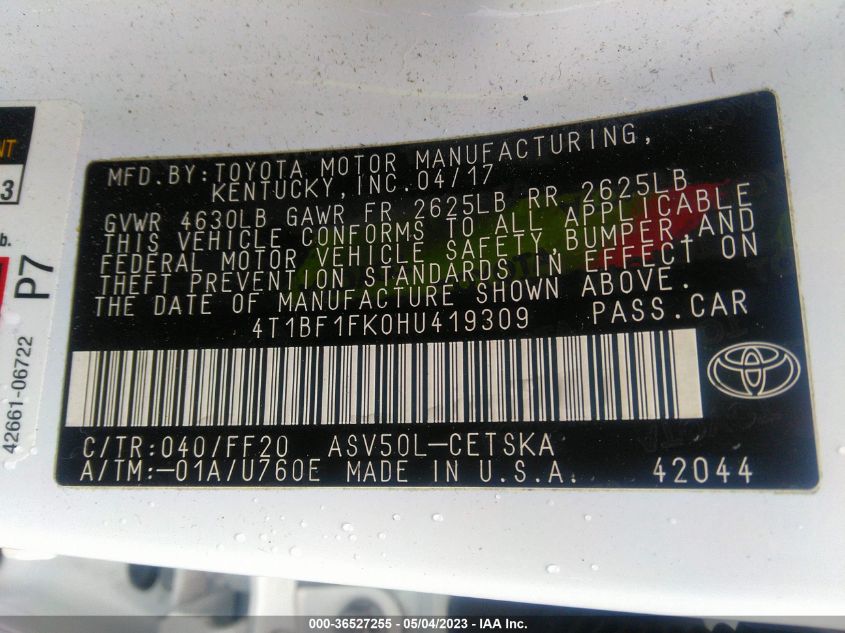 NT
3
b.
P7
42661-06722
MFD.BY:TOYOTA MOTOR MANUFACTURING,
KENTUCKY,INC.04/17
GVWR 4630LB GAWR FR 2625LB RR 2625LB
THIS VEHICLE CONFORMS TO ALL APPLICABLE
FEDERAL MOTOR VEHICLE SAFETY,BUMPER,AND
THEFT PREVENTION STANDARDS IN EFFECT ON
THE DATE OF MANUFACTURE SHOWN ABOVE.
4T1BF1FK0HU419309 PASS.CAR
C/TR:040/FF20 ASV50L-CETSKA
A/TM:-01A/U760E MADE IN U.S.A. 42044
000-36527255 - 05/04/2023 - IAA Inc.